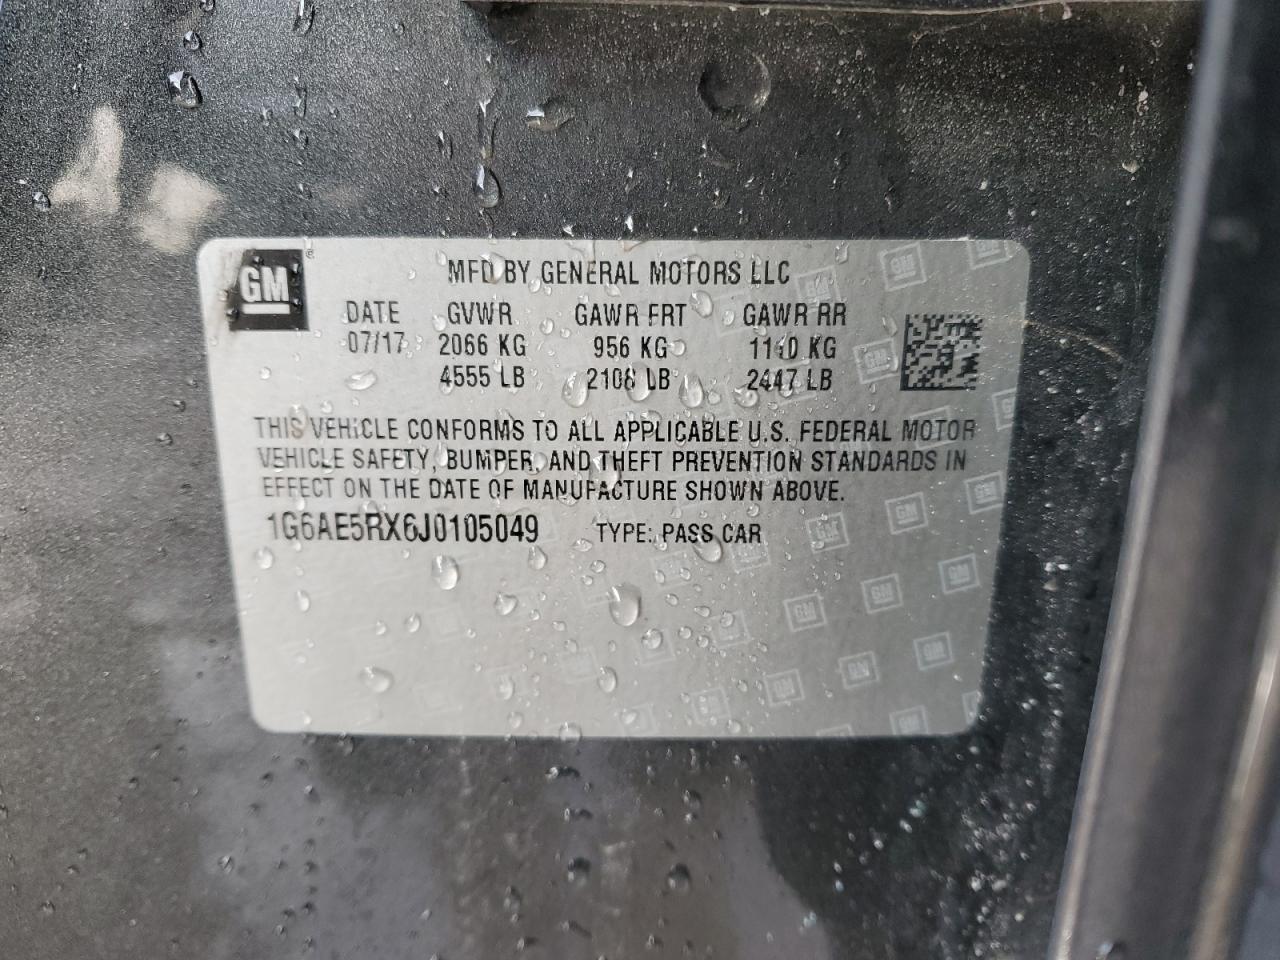 GM
MFD BY GENERAL MOTORS LLC
DATE GVWR GAWR FRT GAWR RR
07/17 2066 KG 956 KG 1110 KG
4555 LB 2108 LB 2447 LB
THIS VEHICLE CONFORMS TO ALL APPLICABLE U.S. FEDERAL MOTOR
VEHICLE SAFETY, BUMPER, AND THEFT PREVENTION STANDARDS IN
EFFECT ON THE DATE OF MANUFACTURE SHOWN ABOVE.
1G6AE5RX6J0105049 TYPE: PASS CAR